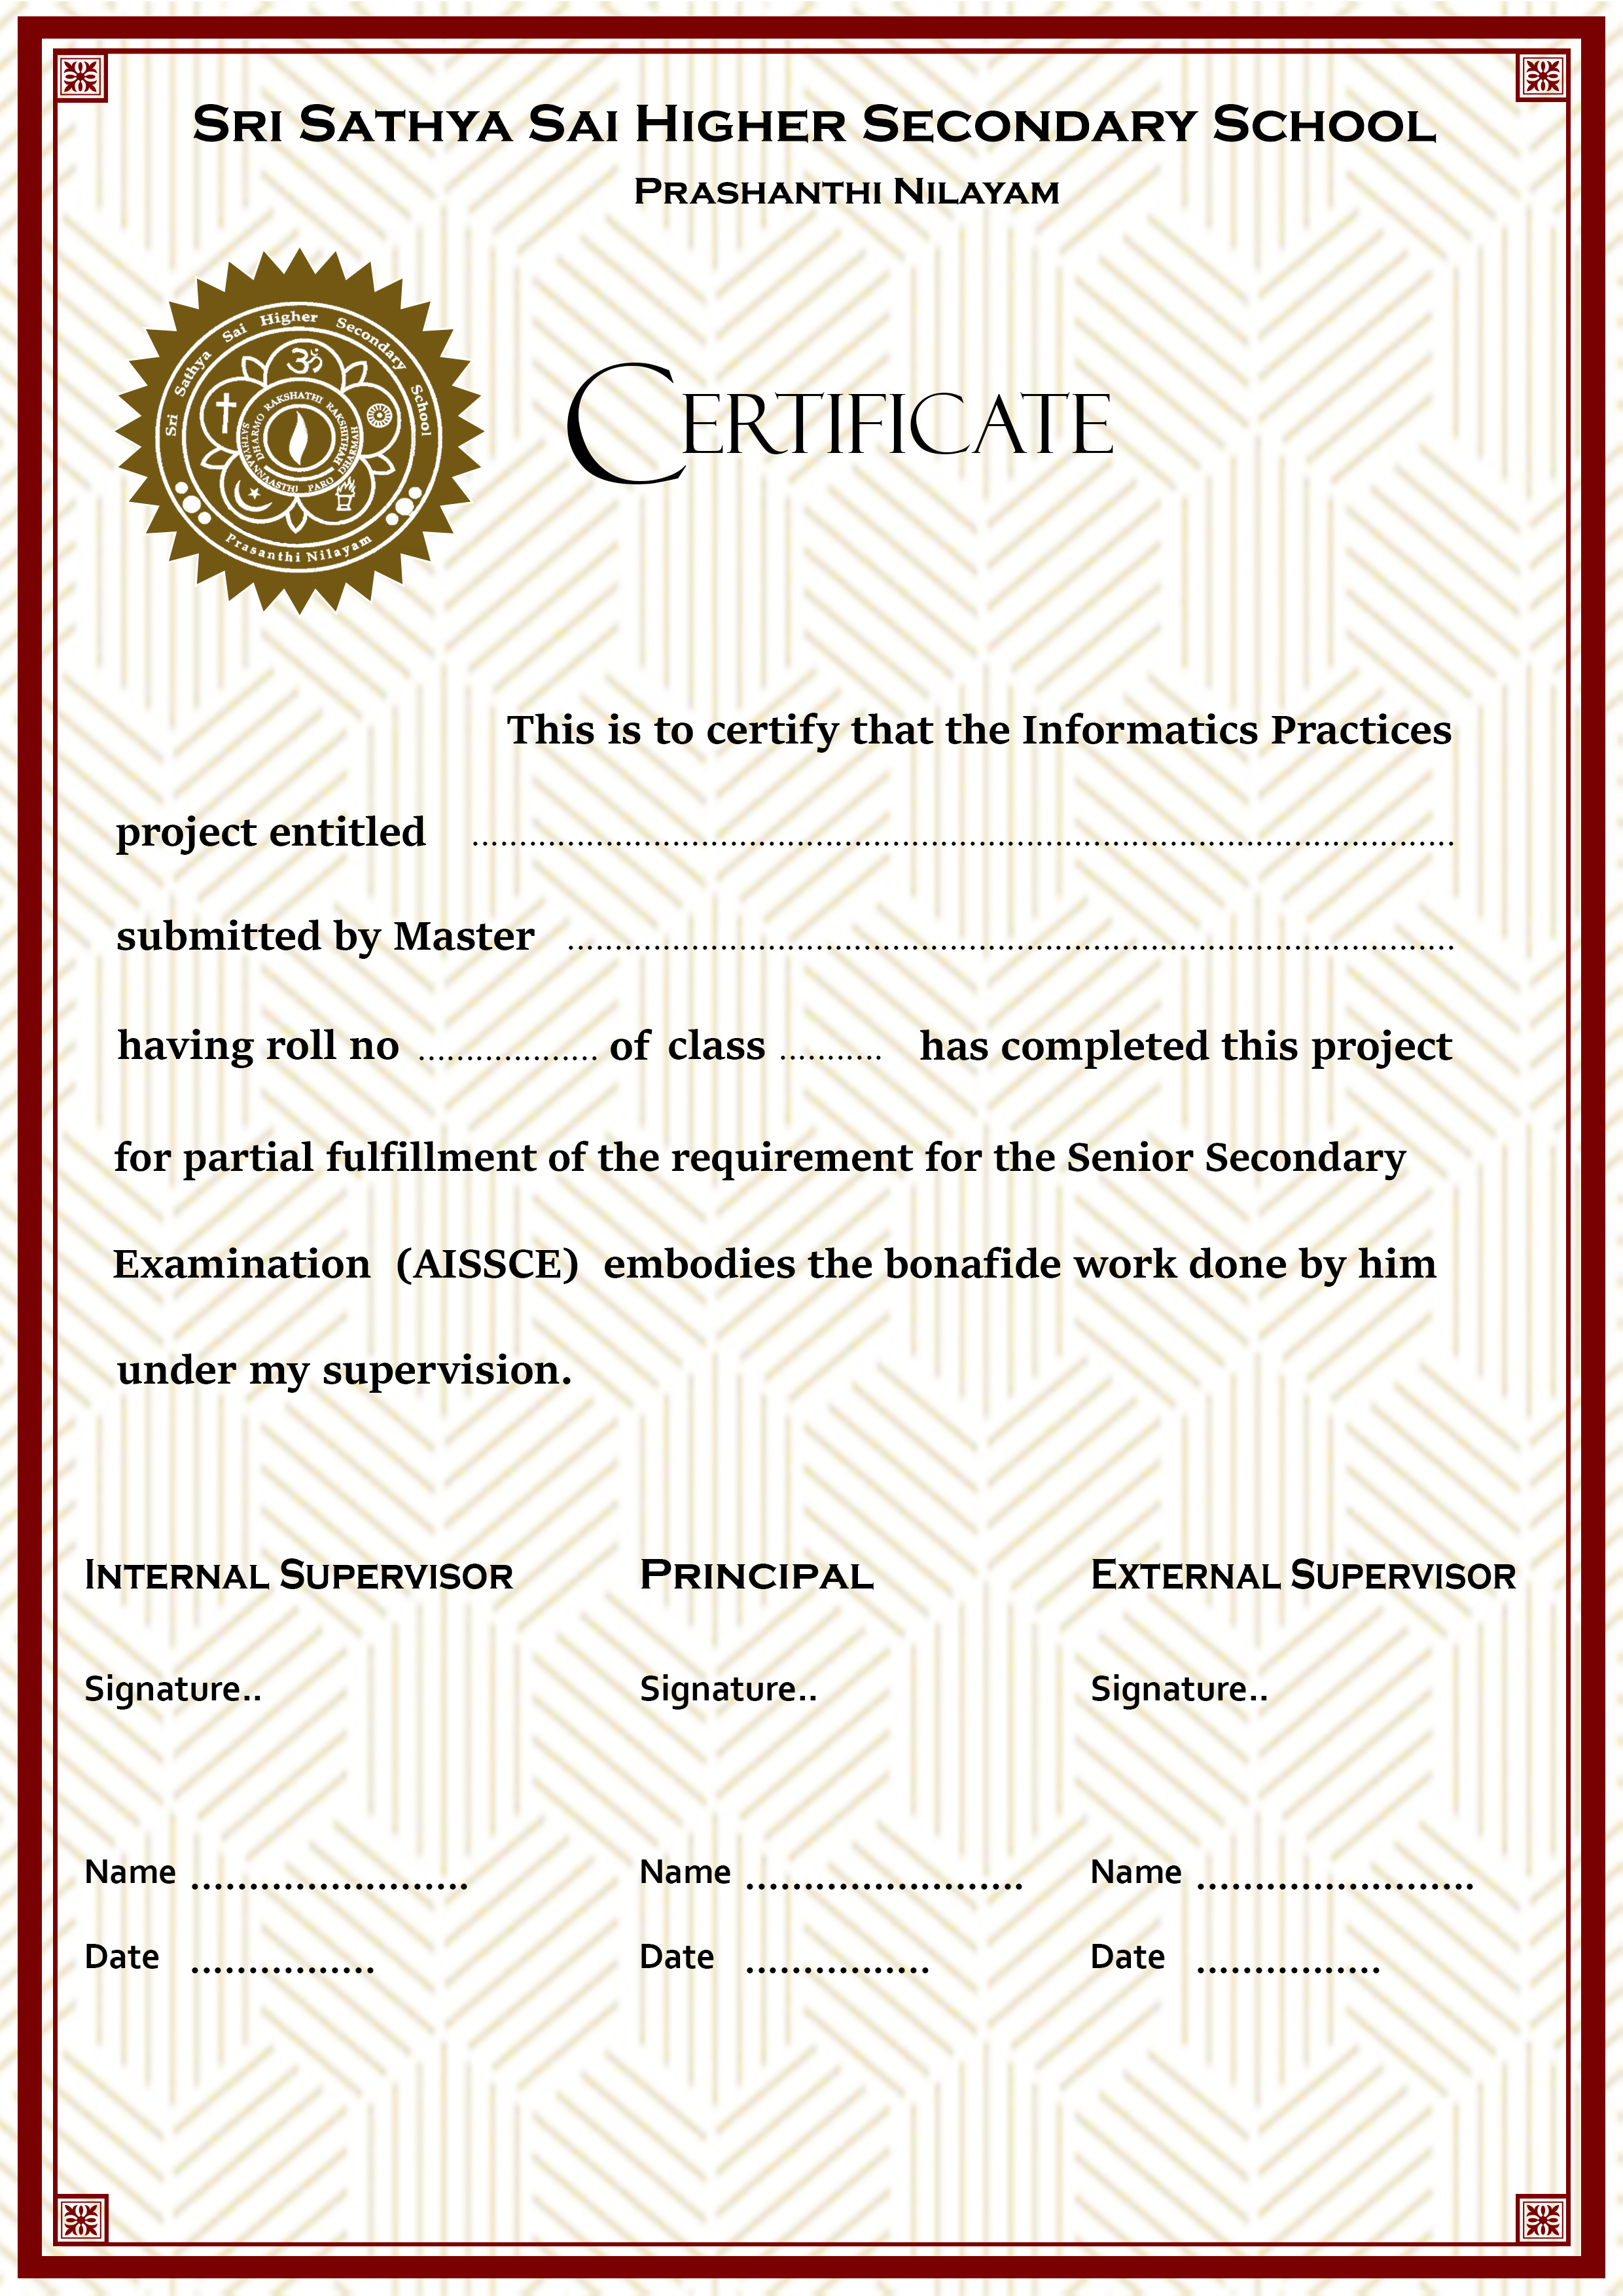 SRI SATHYA SAI HIGHER SECONDARY SCHOOL
PRASHANTHI NILAYAM
Sri Sathya Sai Higher Secondary School
DHARMO RAKSHATHI RAKSHITHAH
SATHYANNAASTHI PARO DHARMAH
Prasanthi Nilayam
CERTIFICATE
This is to certify that the Informatics Practices
project entitled ....................................................................................................
submitted by Master ..........................................................................................
having roll no ................... of class ........... has completed this project
for partial fulfillment of the requirement for the Senior Secondary
Examination (AISSCE) embodies the bonafide work done by him
under my supervision.
INTERNAL SUPERVISOR PRINCIPAL EXTERNAL SUPERVISOR
Signature.. Signature.. Signature..
Name ........................ Name ........................ Name ........................
Date ................ Date ................ Date ................